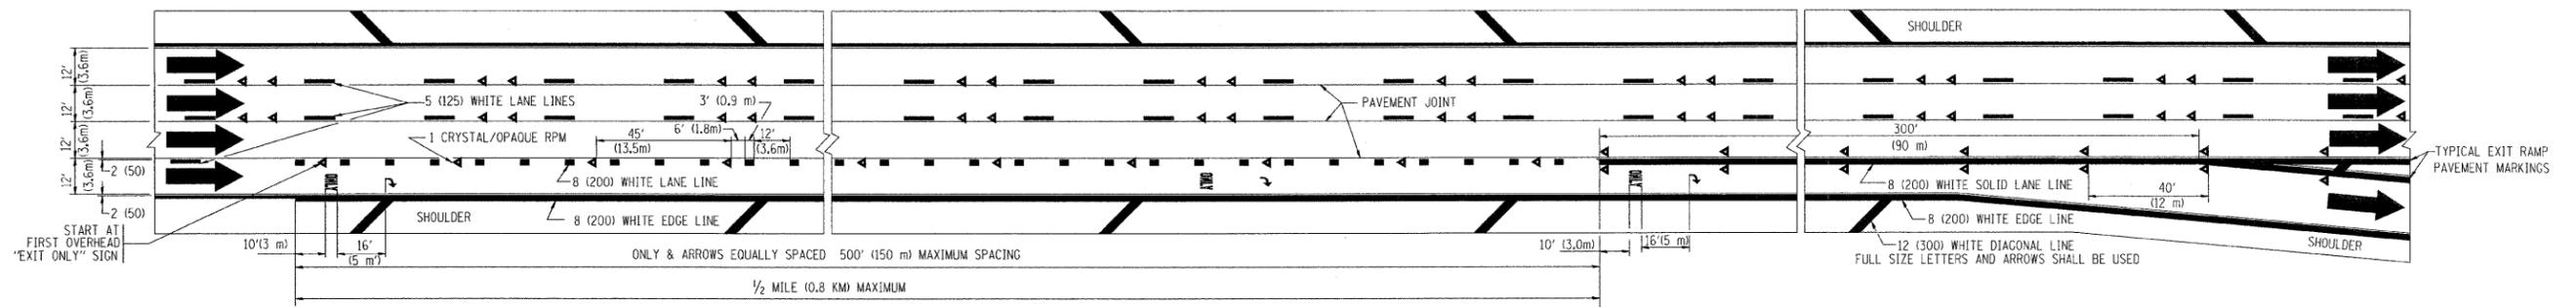 SHOULDER
12'
(3.6m)
12'
(3.6m)
12'
(3.6m)
12'
(3.6m)
5 (125) WHITE LANE LINES
3' (0.9 m)
PAVEMENT JOINT
1 CRYSTAL/OPAQUE RPM
45'
(13.5m)
6' (1.8m)
12'
(3.6m)
300'
(90 m)
2 (50)
2 (50)
ONLY
8 (200) WHITE LANE LINE
ONLY
ONLY
8 (200) WHITE SOLID LANE LINE
40'
(12 m)
TYPICAL EXIT RAMP
PAVEMENT MARKINGS
SHOULDER
8 (200) WHITE EDGE LINE
8 (200) WHITE EDGE LINE
START AT
FIRST OVERHEAD
"EXIT ONLY" SIGN
10'(3 m)
16'
(5 m')
10' (3.0m)
16'(5 m)
12 (300) WHITE DIAGONAL LINE
FULL SIZE LETTERS AND ARROWS SHALL BE USED
SHOULDER
ONLY & ARROWS EQUALLY SPACED 500' (150 m) MAXIMUM SPACING
1/2 MILE (0.8 KM) MAXIMUM